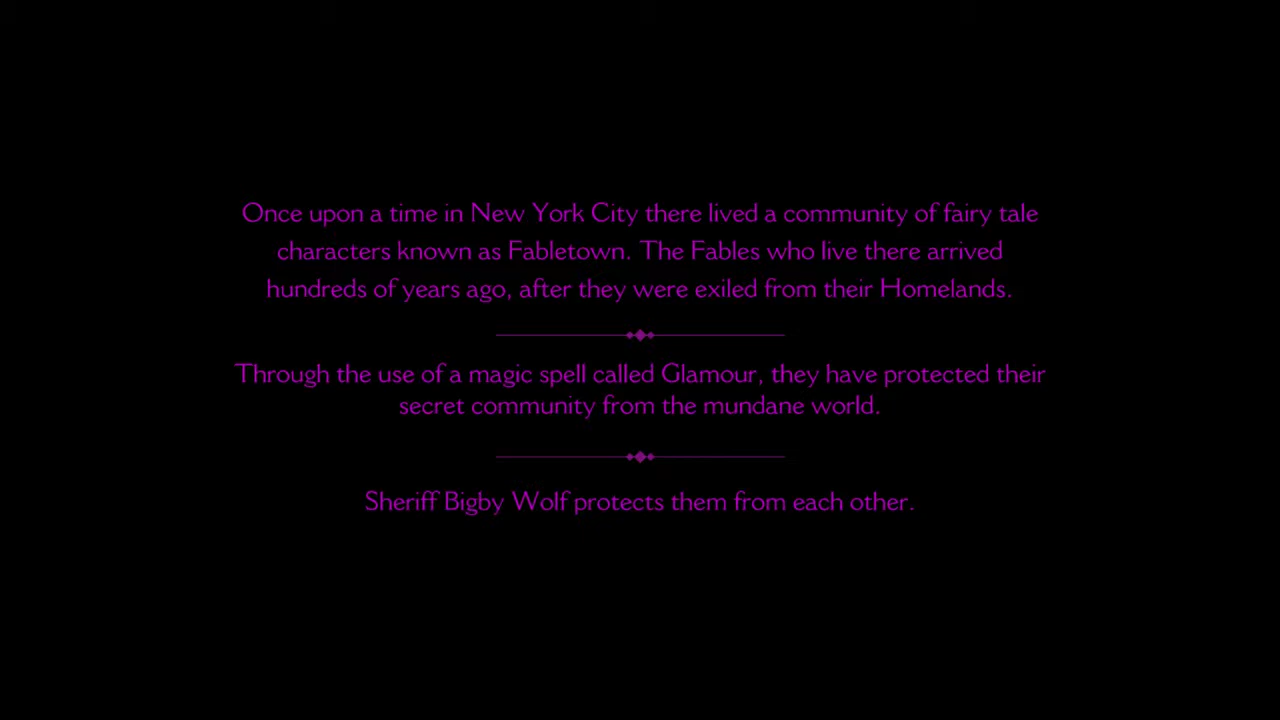 Once upon a time in New York City there lived a community of fairy tale
characters known as Fabletown. The Fables who live there arrived
hundreds of years ago, after they were exiled from their Homelands.
Through the use of a magic spell called Glamour, they have protected their
secret community from the mundane world.
Sheriff Bigby Wolf protects them from each other.